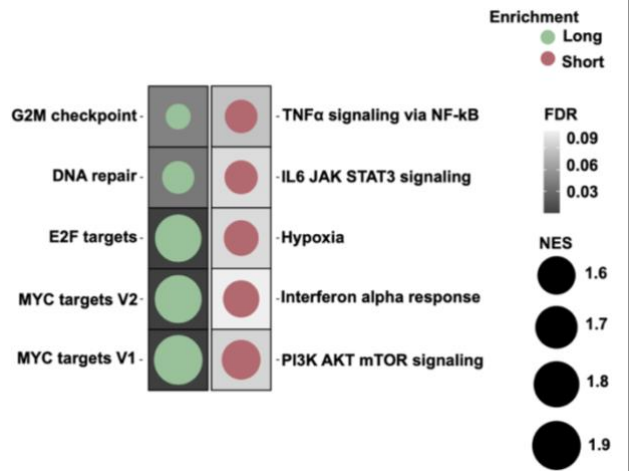 Enrichment
Long
Short
G2M checkpoint
TNFα signaling via NF-kB
DNA repair
IL6 JAK STAT3 signaling
E2F targets
Hypoxia
MYC targets V2
Interferon alpha response
MYC targets V1
PI3K AKT mTOR signaling
FDR
0.09
0.06
0.03
NES
1.6
1.7
1.8
1.9